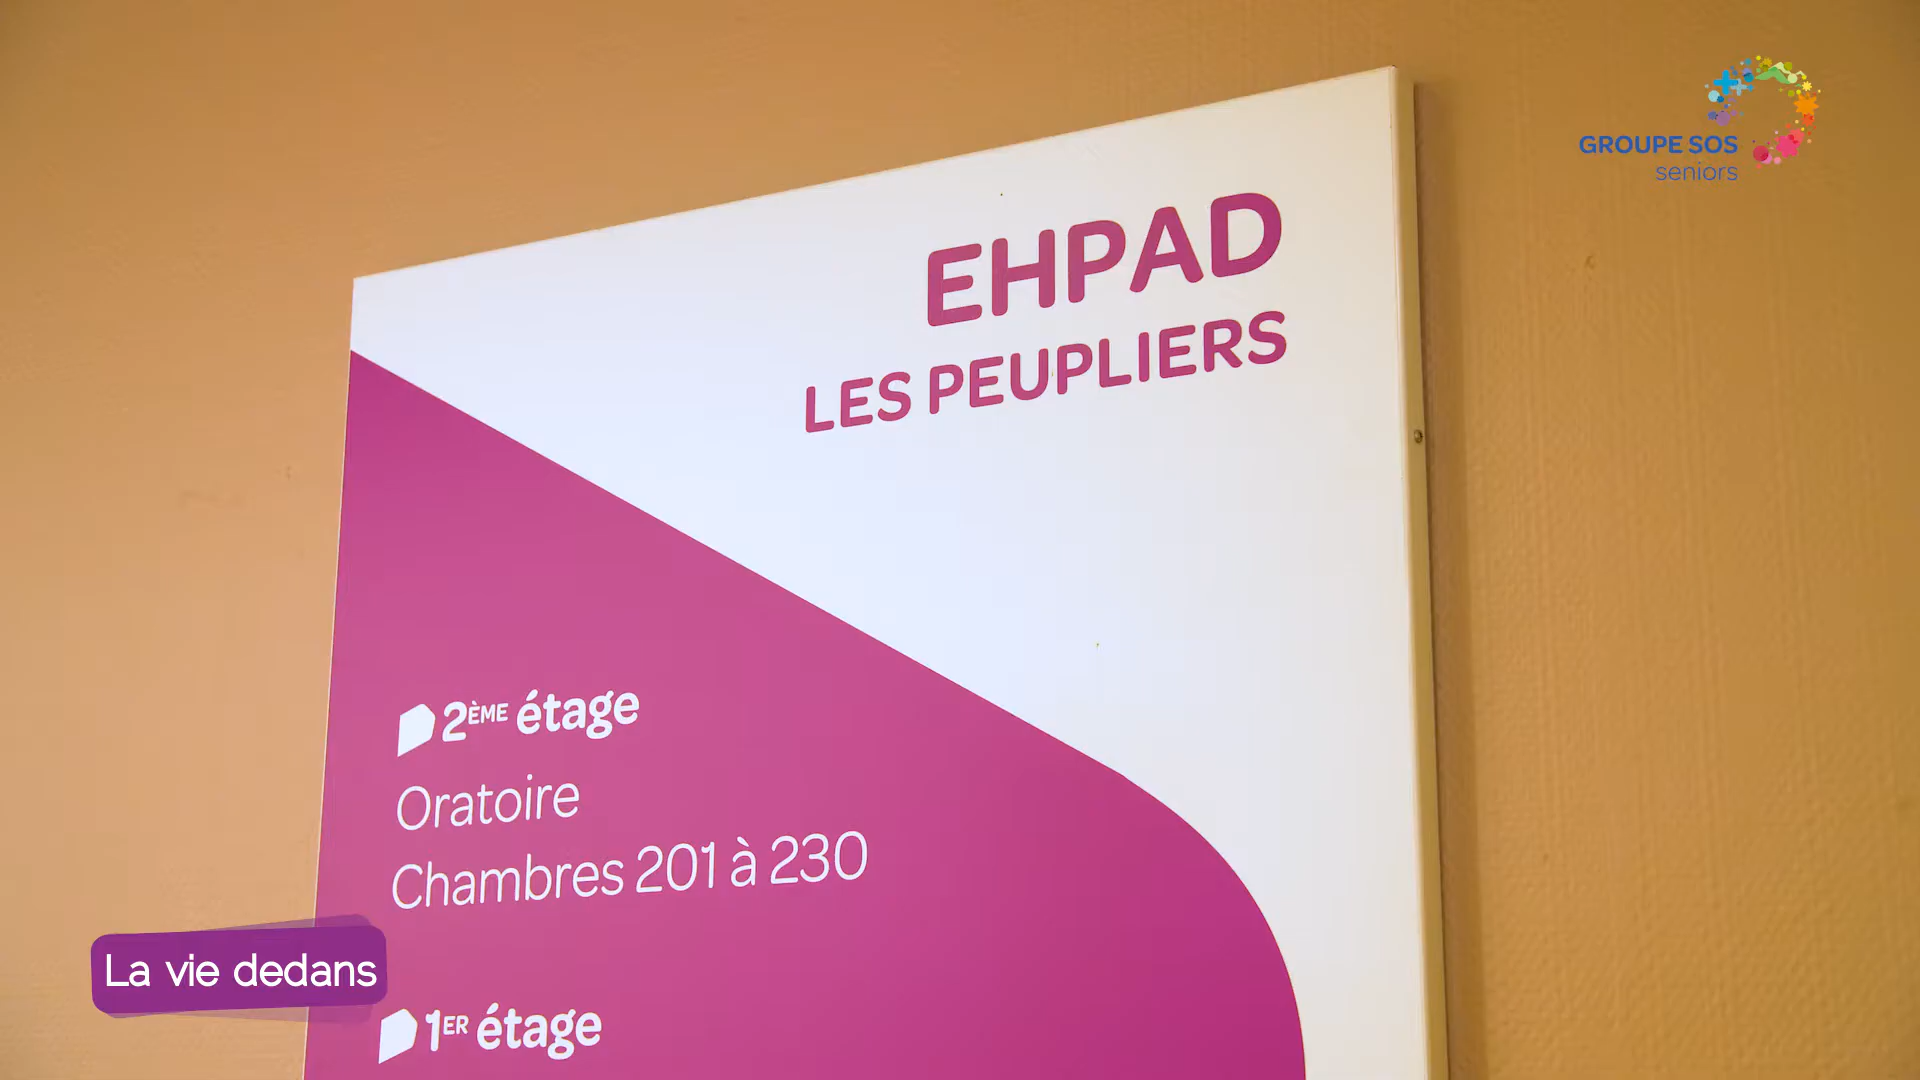 GROUPE SOS
seniors
EHPAD
LES PEUPLIERS
2ÈME étage
Oratoire
Chambres 201 à 230
La vie dedans
1ER étage